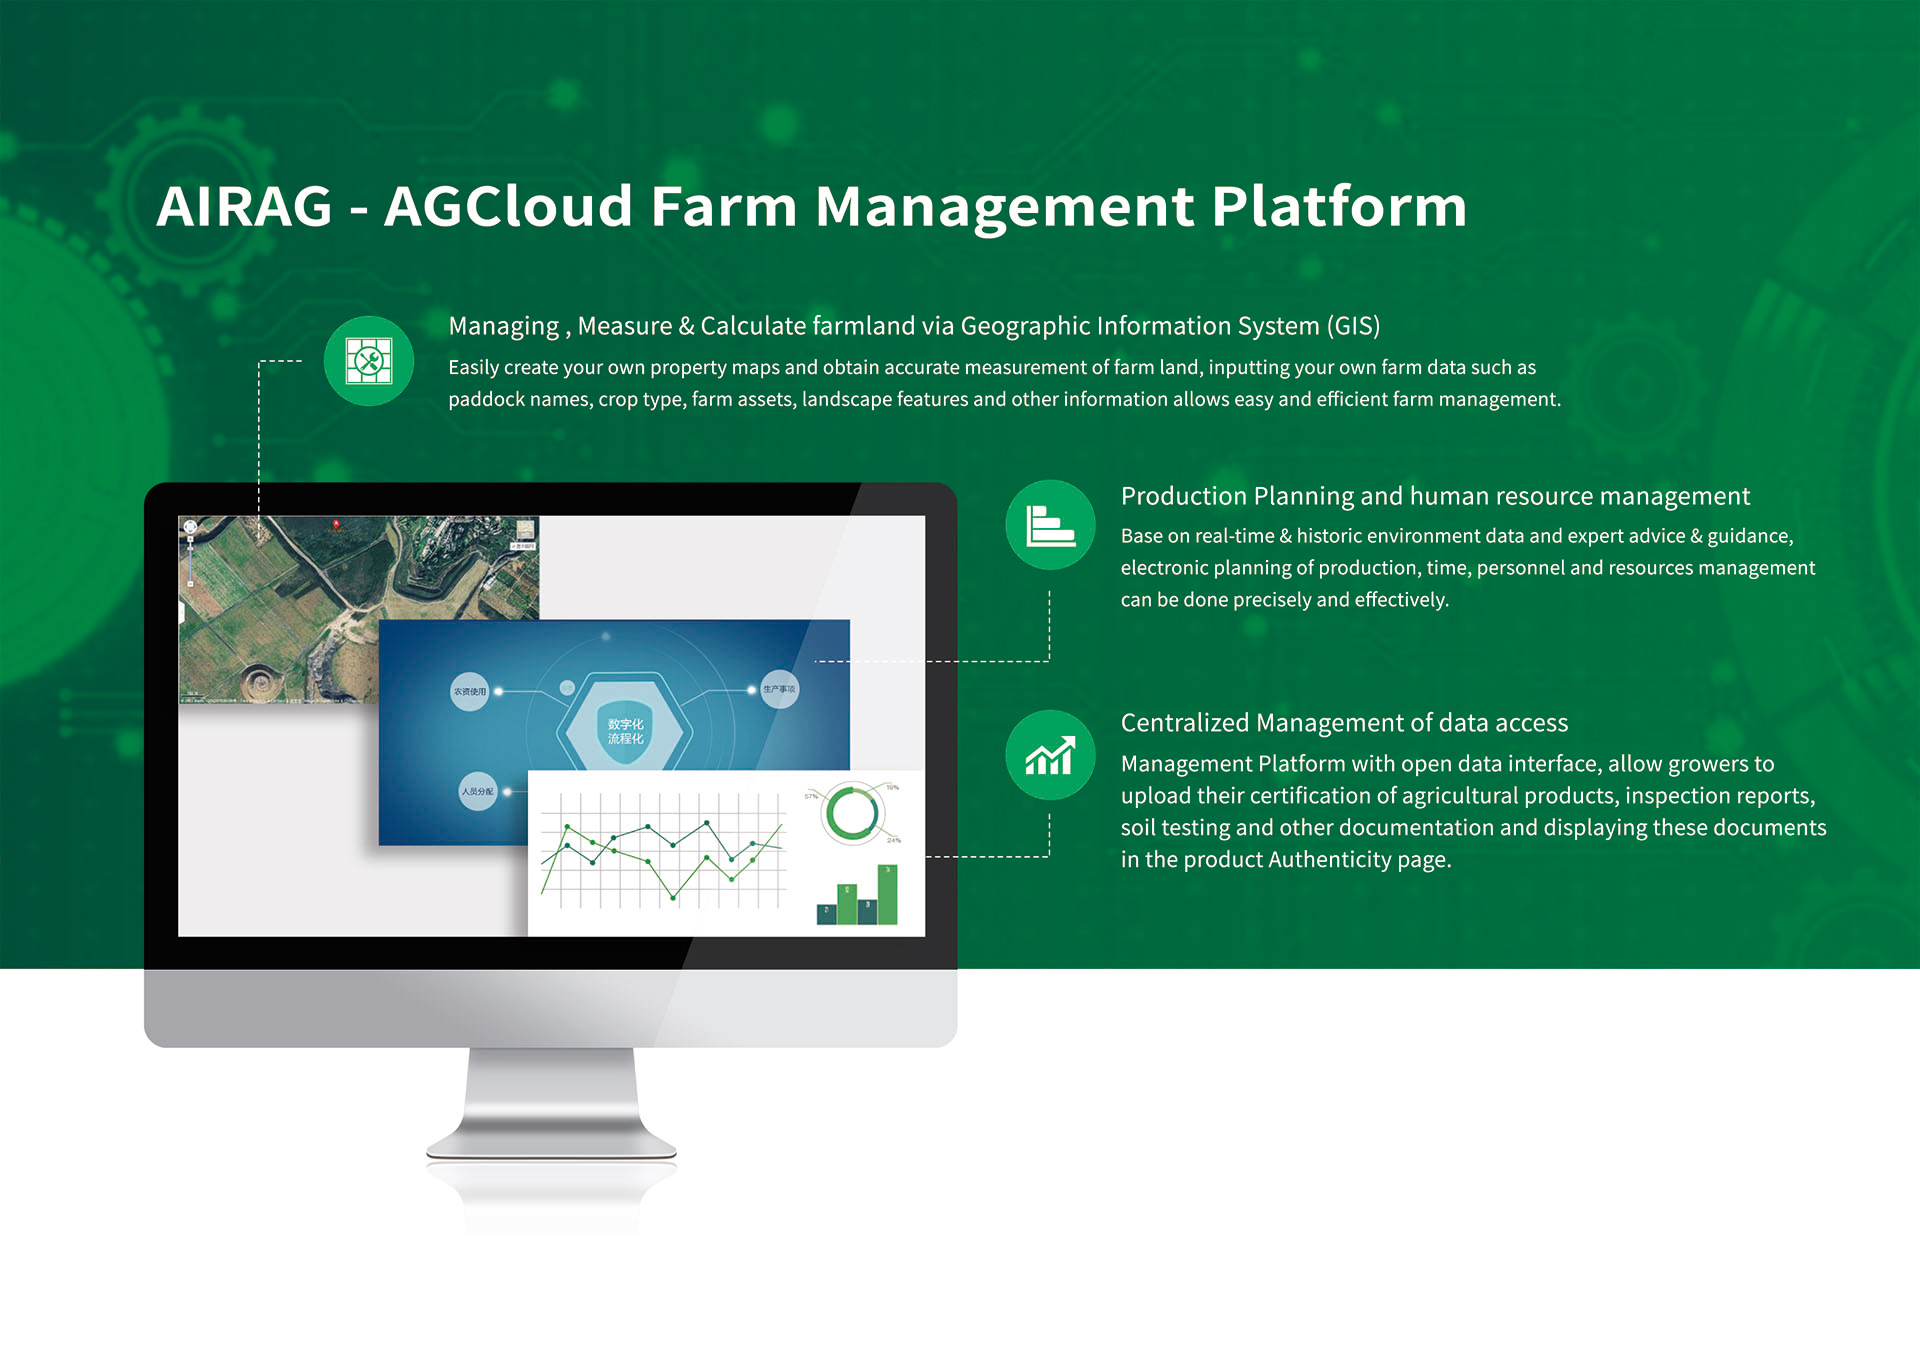 AIRAG - AGCloud Farm Management Platform
Managing , Measure & Calculate farmland via Geographic Information System (GIS)
Easily create your own property maps and obtain accurate measurement of farm land, inputting your own farm data such as
paddock names, crop type, farm assets, landscape features and other information allows easy and efficient farm management.
Production Planning and human resource management
Base on real-time & historic environment data and expert advice & guidance,
electronic planning of production, time, personnel and resources management
can be done precisely and effectively.
农资使用
生产事项
数字化
流程化
人员分配
Centralized Management of data access
Management Platform with open data interface, allow growers to
upload their certification of agricultural products, inspection reports,
soil testing and other documentation and displaying these documents
in the product Authenticity page.
57%
19%
24%